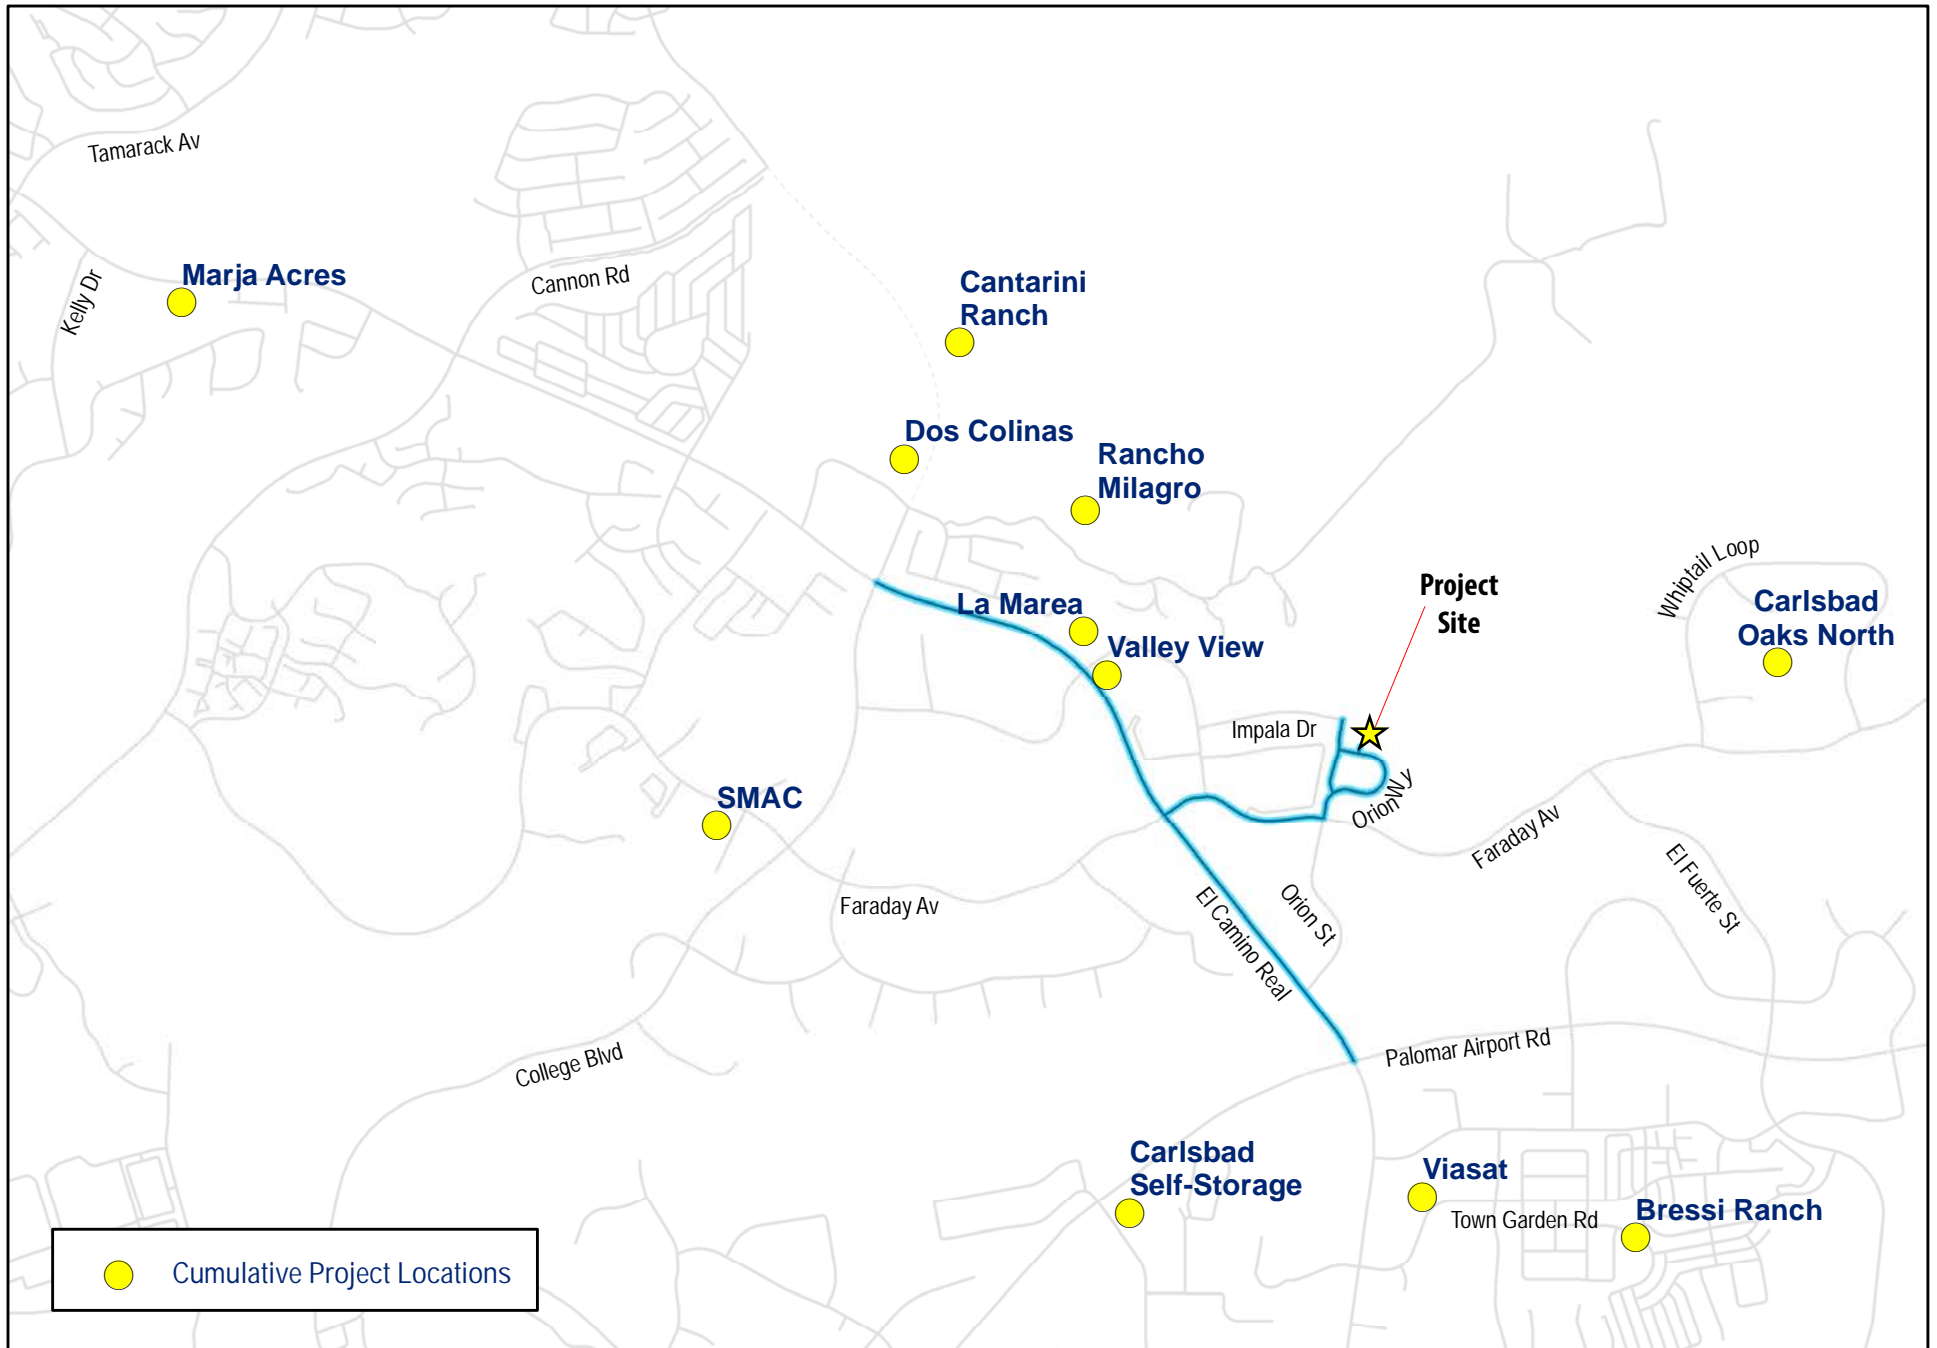 Tamarack Av
Kelly Dr
Marja Acres
Cannon Rd
Cantarini
Ranch
Dos Colinas
Rancho
Milagro
Whiptail Loop
Carlsbad
Oaks North
Project
Site
La Marea
Valley View
Impala Dr
Orion Wy
SMAC
Faraday Av
Faraday Av
El Fuerte St
El Camino Real
Orion St
College Blvd
Palomar Airport Rd
Carlsbad
Self-Storage
Viasat
Town Garden Rd
Bressi Ranch
Cumulative Project Locations